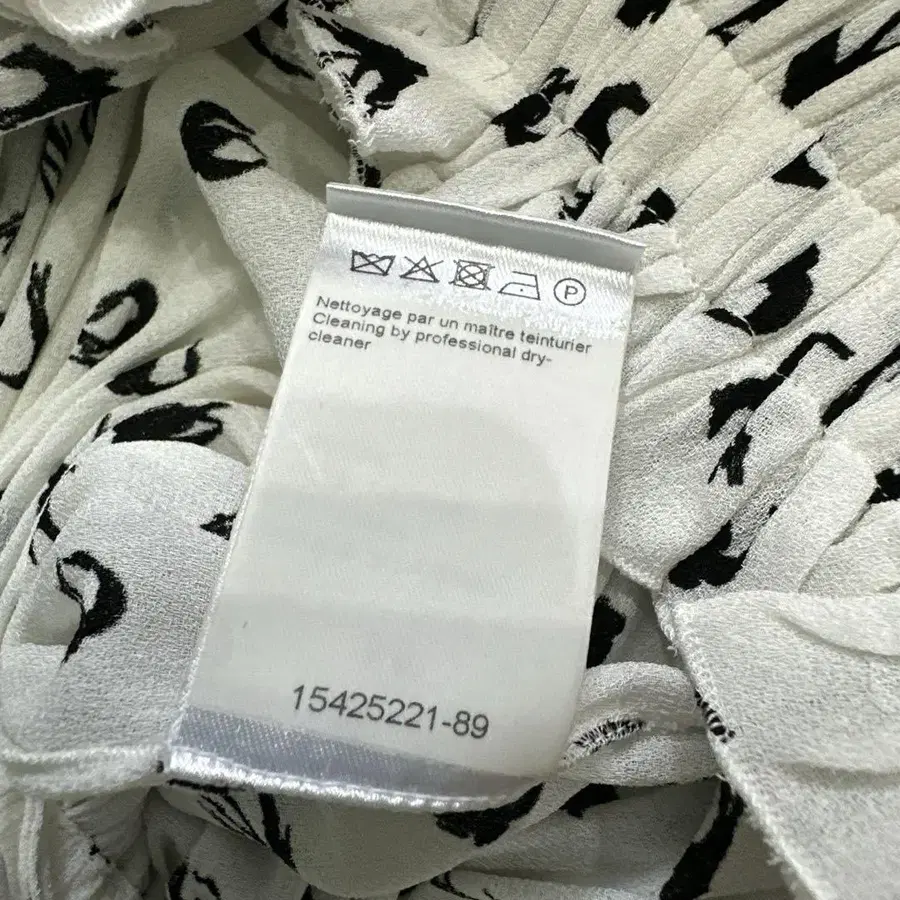 P
Nettoyage par un maître teinturier
Cleaning by professional dry-
cleaner
15425221-89